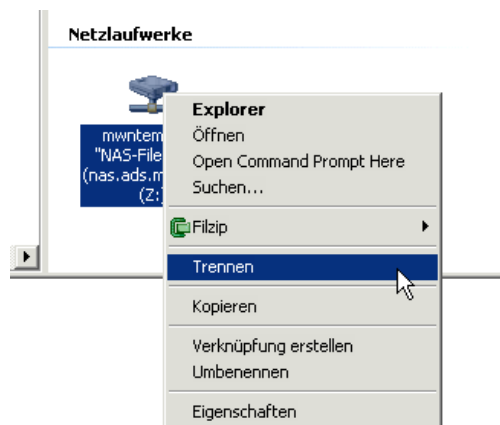 Netzlaufwerke
mwntem
"NAS-File
(nas.ads.m
(Z:)
Explorer
Öffnen
Open Command Prompt Here
Suchen...
Filzip
Trennen
Kopieren
Verknüpfung erstellen
Umbenennen
Eigenschaften